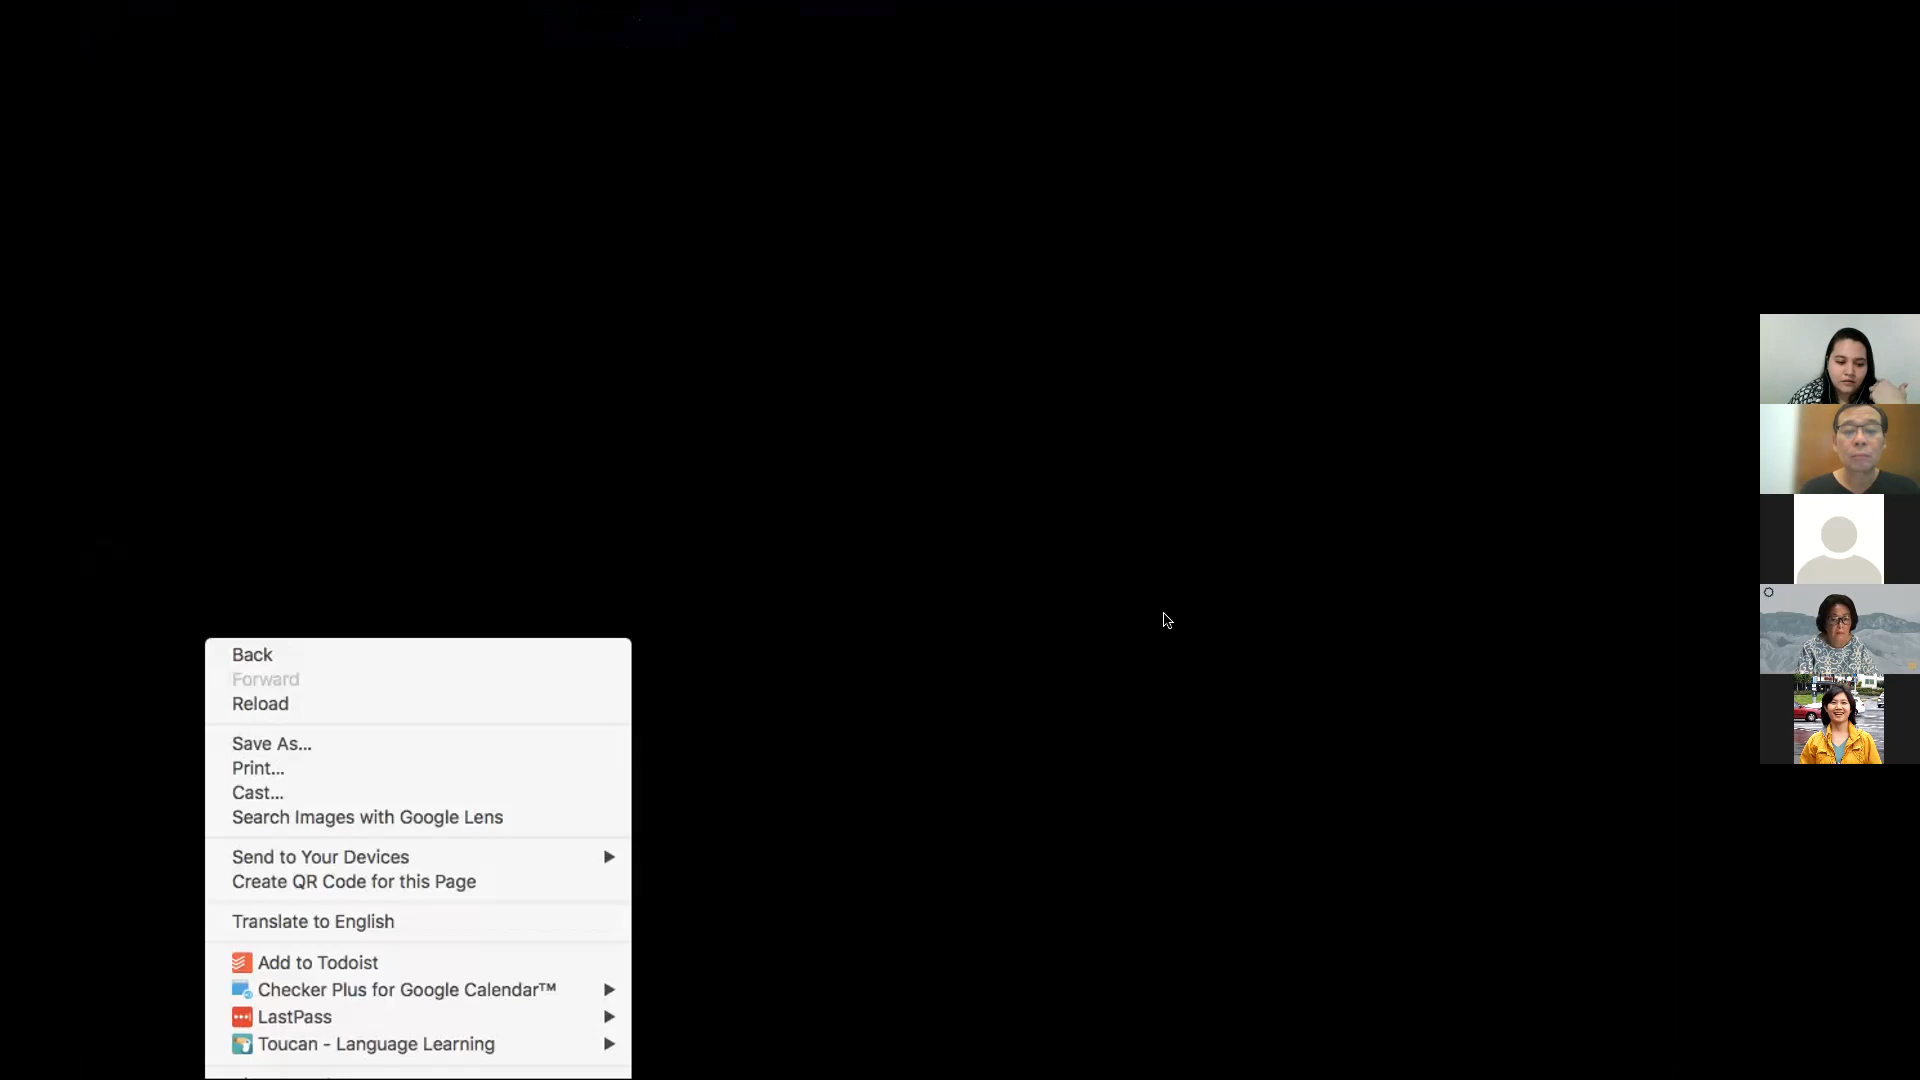 Back
Forward
Reload
Save As...
Print...
Cast...
Search Images with Google Lens
Send to Your Devices
Create QR Code for this Page
Translate to English
Add to Todoist
Checker Plus for Google Calendar™
LastPass
Toucan - Language Learning